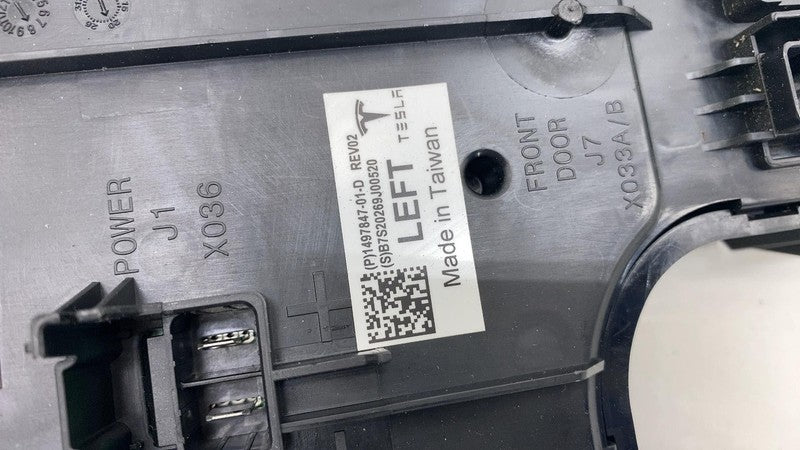 POWER
J1
X036
(P)1497847-01-D REV02
(S)B7S20269J00520
LEFT
TESLA
Made in Taiwan
FRONT
DOOR
J7
X033A/B